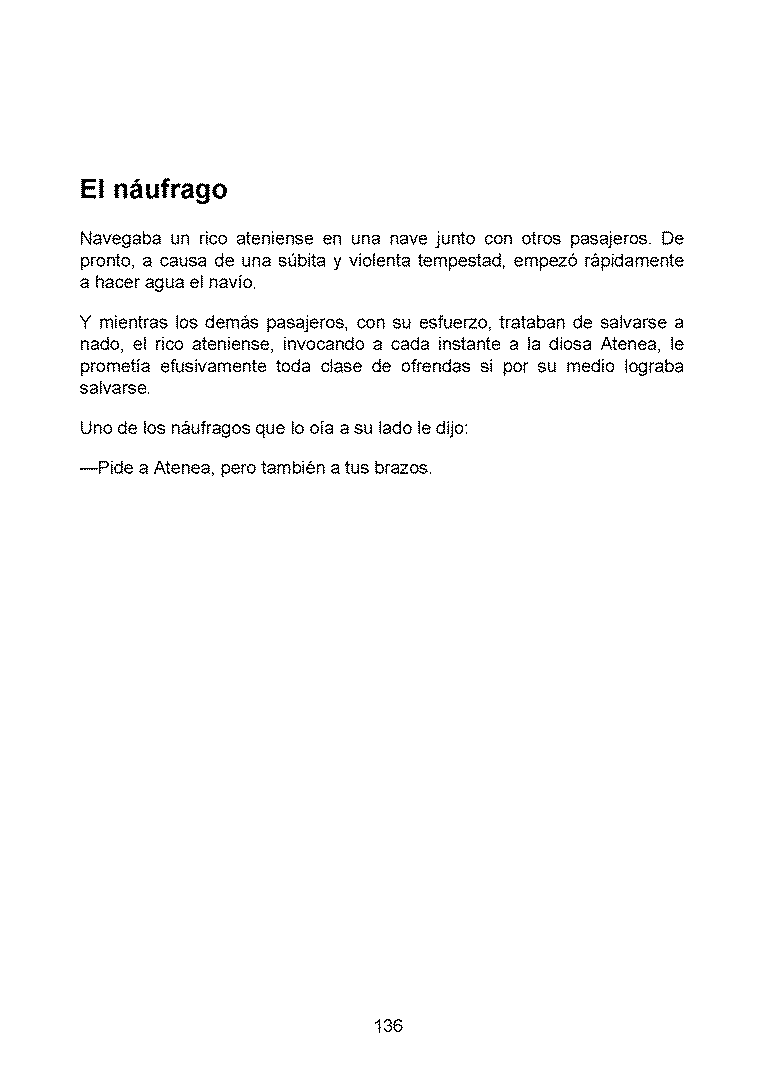 El náufrago
Navegaba un rico ateniense en una nave junto con otros pasajeros. De
pronto, a causa de una súbita y violenta tempestad, empezó rápidamente
a hacer agua el navío.
Y mientras los demás pasajeros, con su esfuerzo, trataban de salvarse a
nado, el rico ateniense, invocando a cada instante a la diosa Atenea, le
prometía efusivamente toda clase de ofrendas si por su medio lograba
salvarse.
Uno de los náufragos que lo oía a su lado le dijo:
—Pide a Atenea, pero también a tus brazos.
136